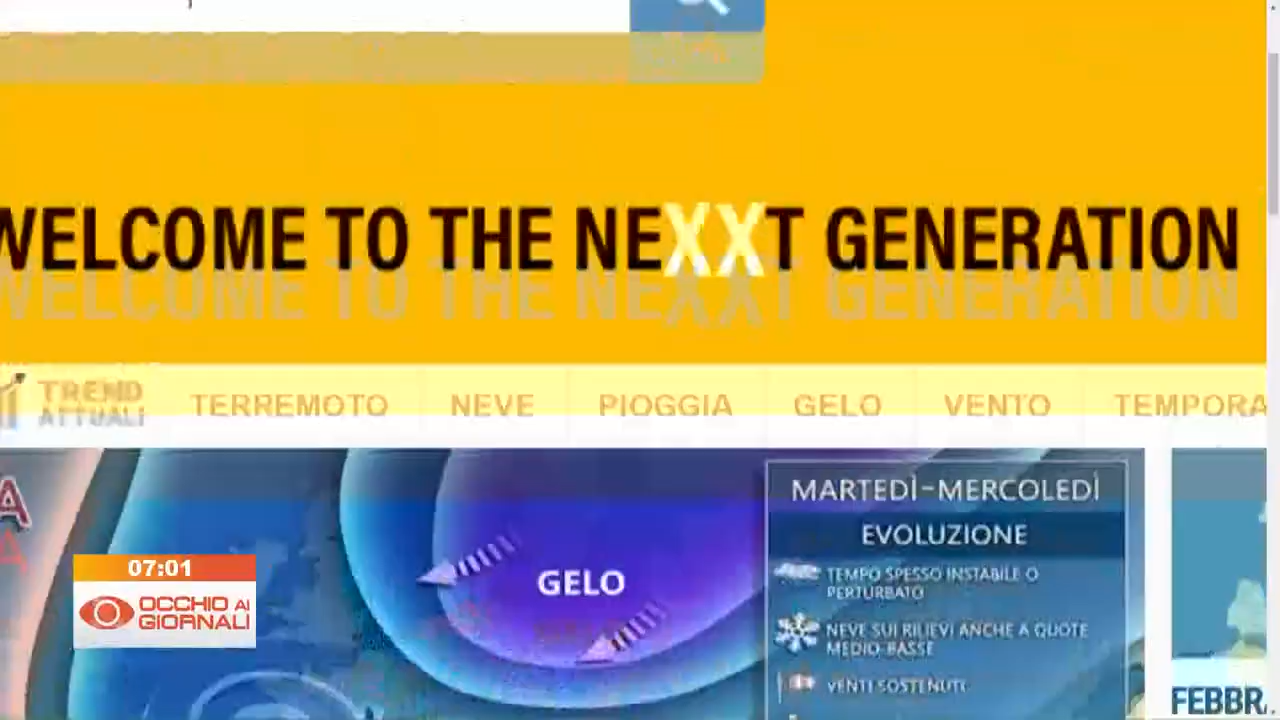 WELCOME TO THE NEXXT GENERATION
TREND
ATTUALI
TERREMOTO
NEVE
PIOGGIA
GELO
VENTO
TEMPORA
MARTEDÌ-MERCOLEDÌ
EVOLUZIONE
TEMPO SPESSO INSTABILE O
PERTURBATO
GELO
NEVE SUI RILIEVI ANCHE A QUOTE
MEDIO-BASSE
VENTI SOSTENUTI
07:01
OCCHIO AI
GIORNALI
FEBBR